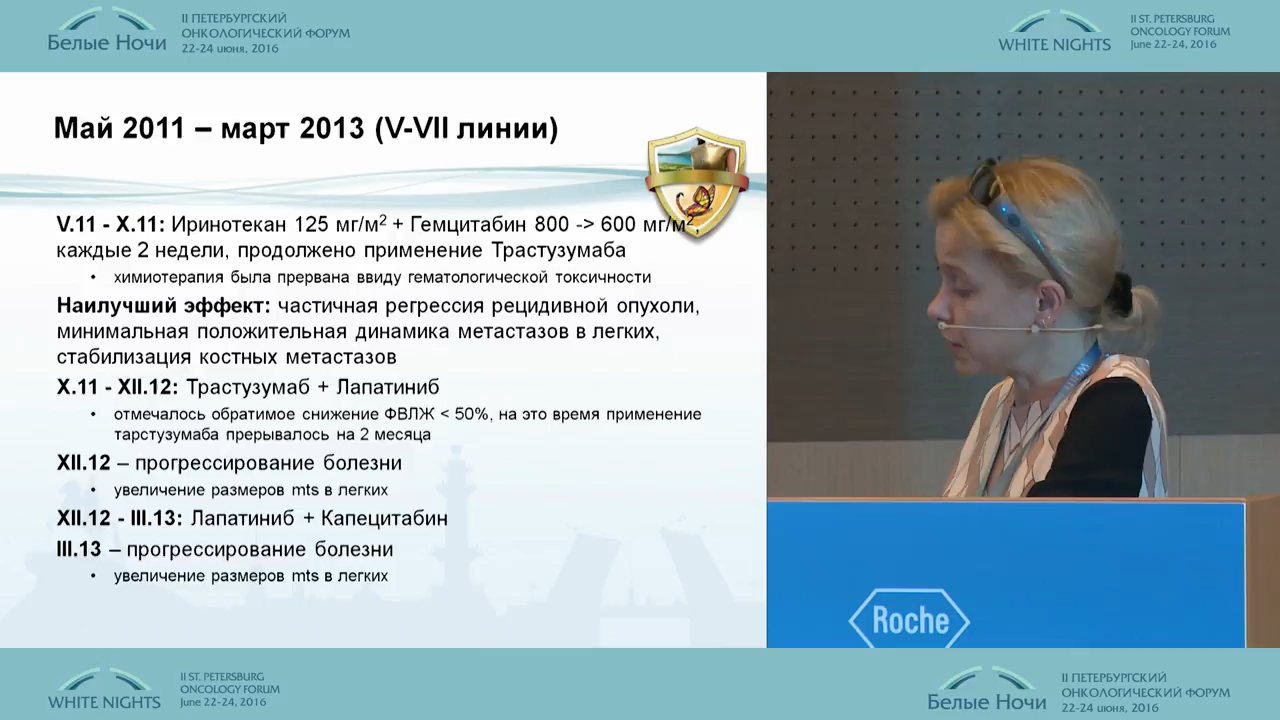 II ПЕТЕРБУРГСКИЙ
ОНКОЛОГИЧЕСКИЙ ФОРУМ
Белые Ночи
22-24 июня, 2016
II ST. PETERSBURG
ONCOLOGY FORUM
WHITE NIGHTS
June 22-24, 2016
Май 2011 – март 2013 (V-VII линии)
V.11 - X.11: Иринотекан 125 мг/м2 + Гемцитабин 800 -> 600 мг/м2,
каждые 2 недели, продолжено применение Трастузумаба
• химиотерапия была прервана ввиду гематологической токсичности
Наилучший эффект: частичная регрессия рецидивной опухоли,
минимальная положительная динамика метастазов в легких,
стабилизация костных метастазов
X.11 - XII.12: Трастузумаб + Лапатиниб
• отмечалось обратимое снижение ФВЛЖ < 50%, на это время применение
тарстузумаба прерывалось на 2 месяца
XII.12 – прогрессирование болезни
• увеличение размеров mts в легких
XII.12 - III.13: Лапатиниб + Капецитабин
III.13 – прогрессирование болезни
• увеличение размеров mts в легких
Roche
II ST. PETERSBURG
ONCOLOGY FORUM
WHITE NIGHTS
June 22-24, 2016
II ПЕТЕРБУРГСКИЙ
ОНКОЛОГИЧЕСКИЙ ФОРУМ
Белые Ночи
22-24 июня, 2016